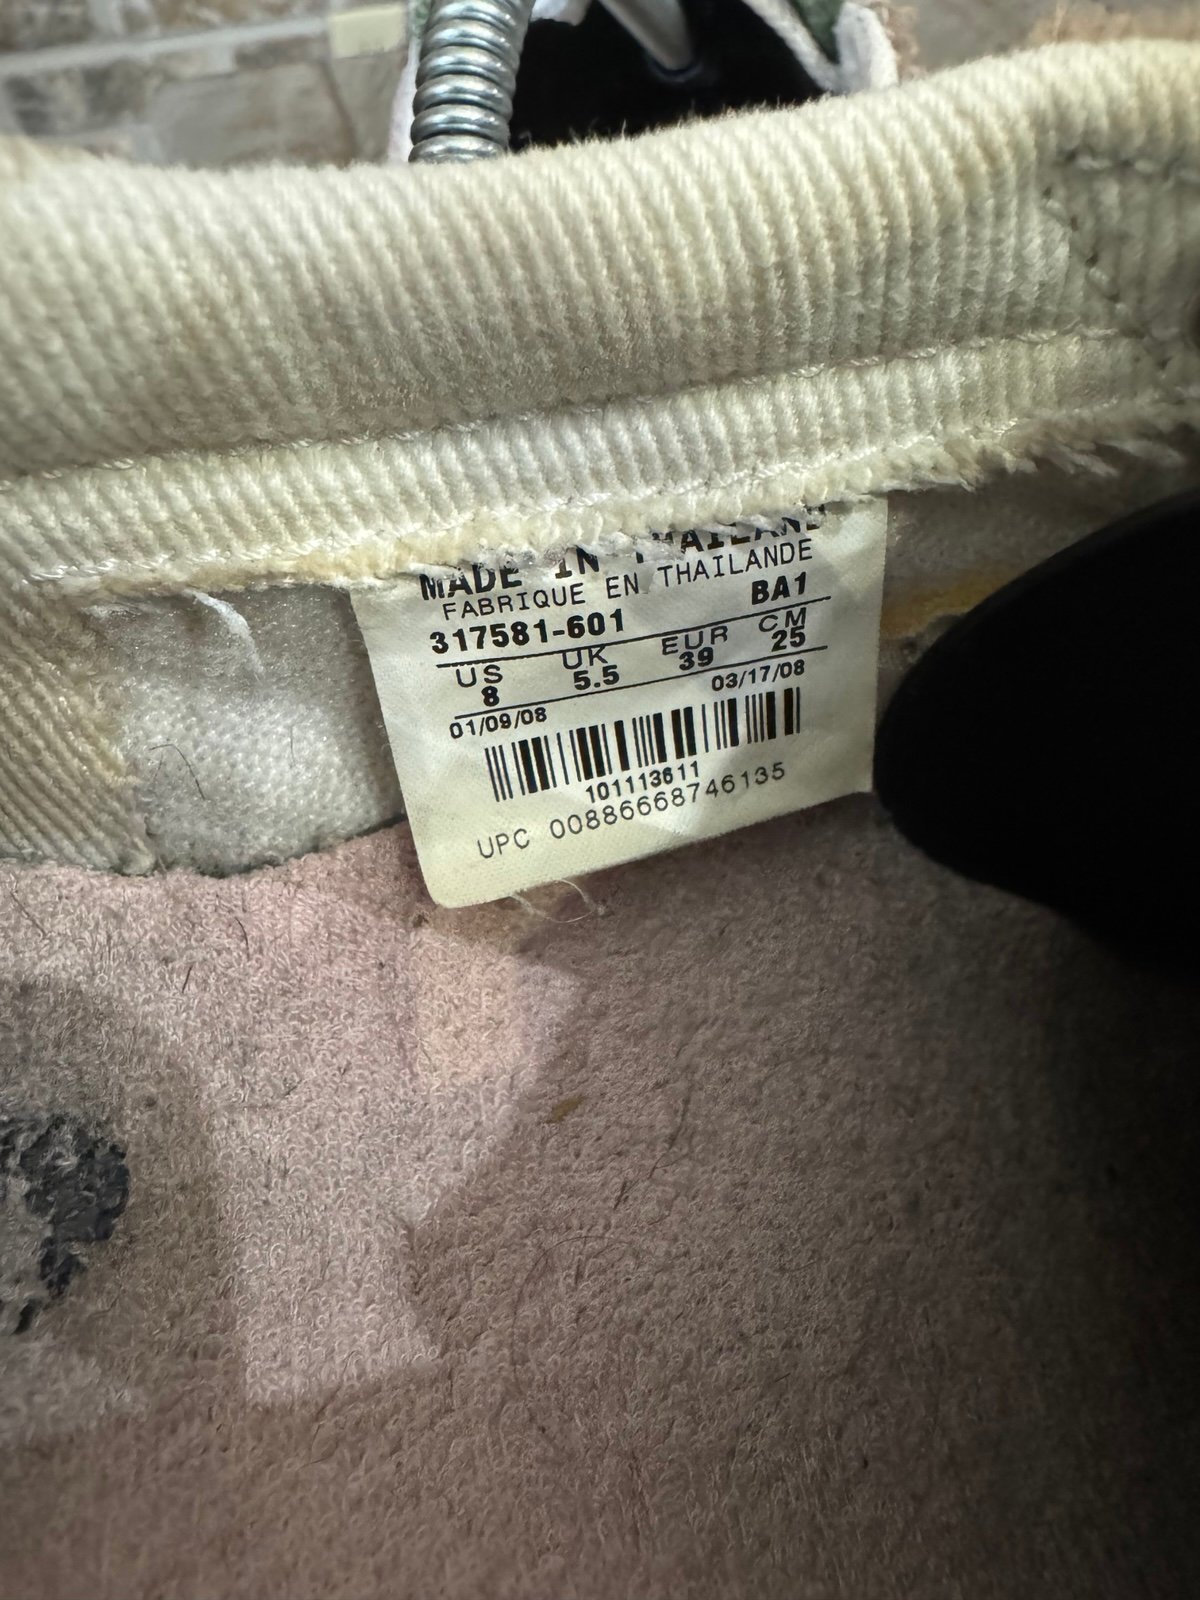 MADE IN THAILAND
FABRIQUE EN THAILANDE
317581-601 BA1
US UK EUR CM
8 5.5 39 25
01/09/08 03/17/08
101113611
UPC 00886668746135